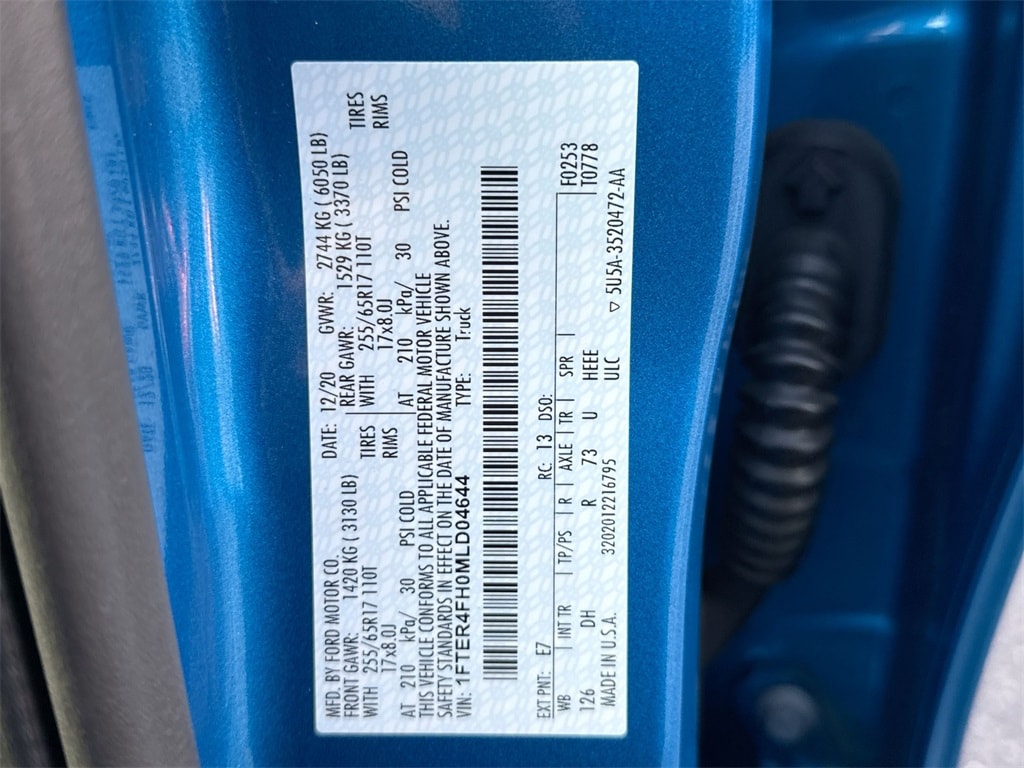 MFD. BY FORD MOTOR CO. DATE: 12/20 GVWR: 2744 KG ( 6050 LB)
FRONT GAWR: 1420 KG ( 3130 LB) REAR GAWR: 1529 KG ( 3370 LB)
WITH 255/65R17 110T TIRES WITH 255/65R17 110T TIRES
17x8.0J RIMS 17x8.0J RIMS
AT 210 kPa/ 30 PSI COLD AT 210 kPa/ 30 PSI COLD
THIS VEHICLE CONFORMS TO ALL APPLICABLE FEDERAL MOTOR VEHICLE
SAFETY STANDARDS IN EFFECT ON THE DATE OF MANUFACTURE SHOWN ABOVE.
VIN: 1FTER4FH0MLD04644 TYPE: Truck
EXT PNT: E7 RC: 13 DSO: F0253
WB | INT TR | TP/PS | R | AXLE | TR | SPR | T0778
126 DH R 73 U HEEE
MADE IN U.S.A. 3202012216795 ULC ▽ 5U5A-3520472-AA